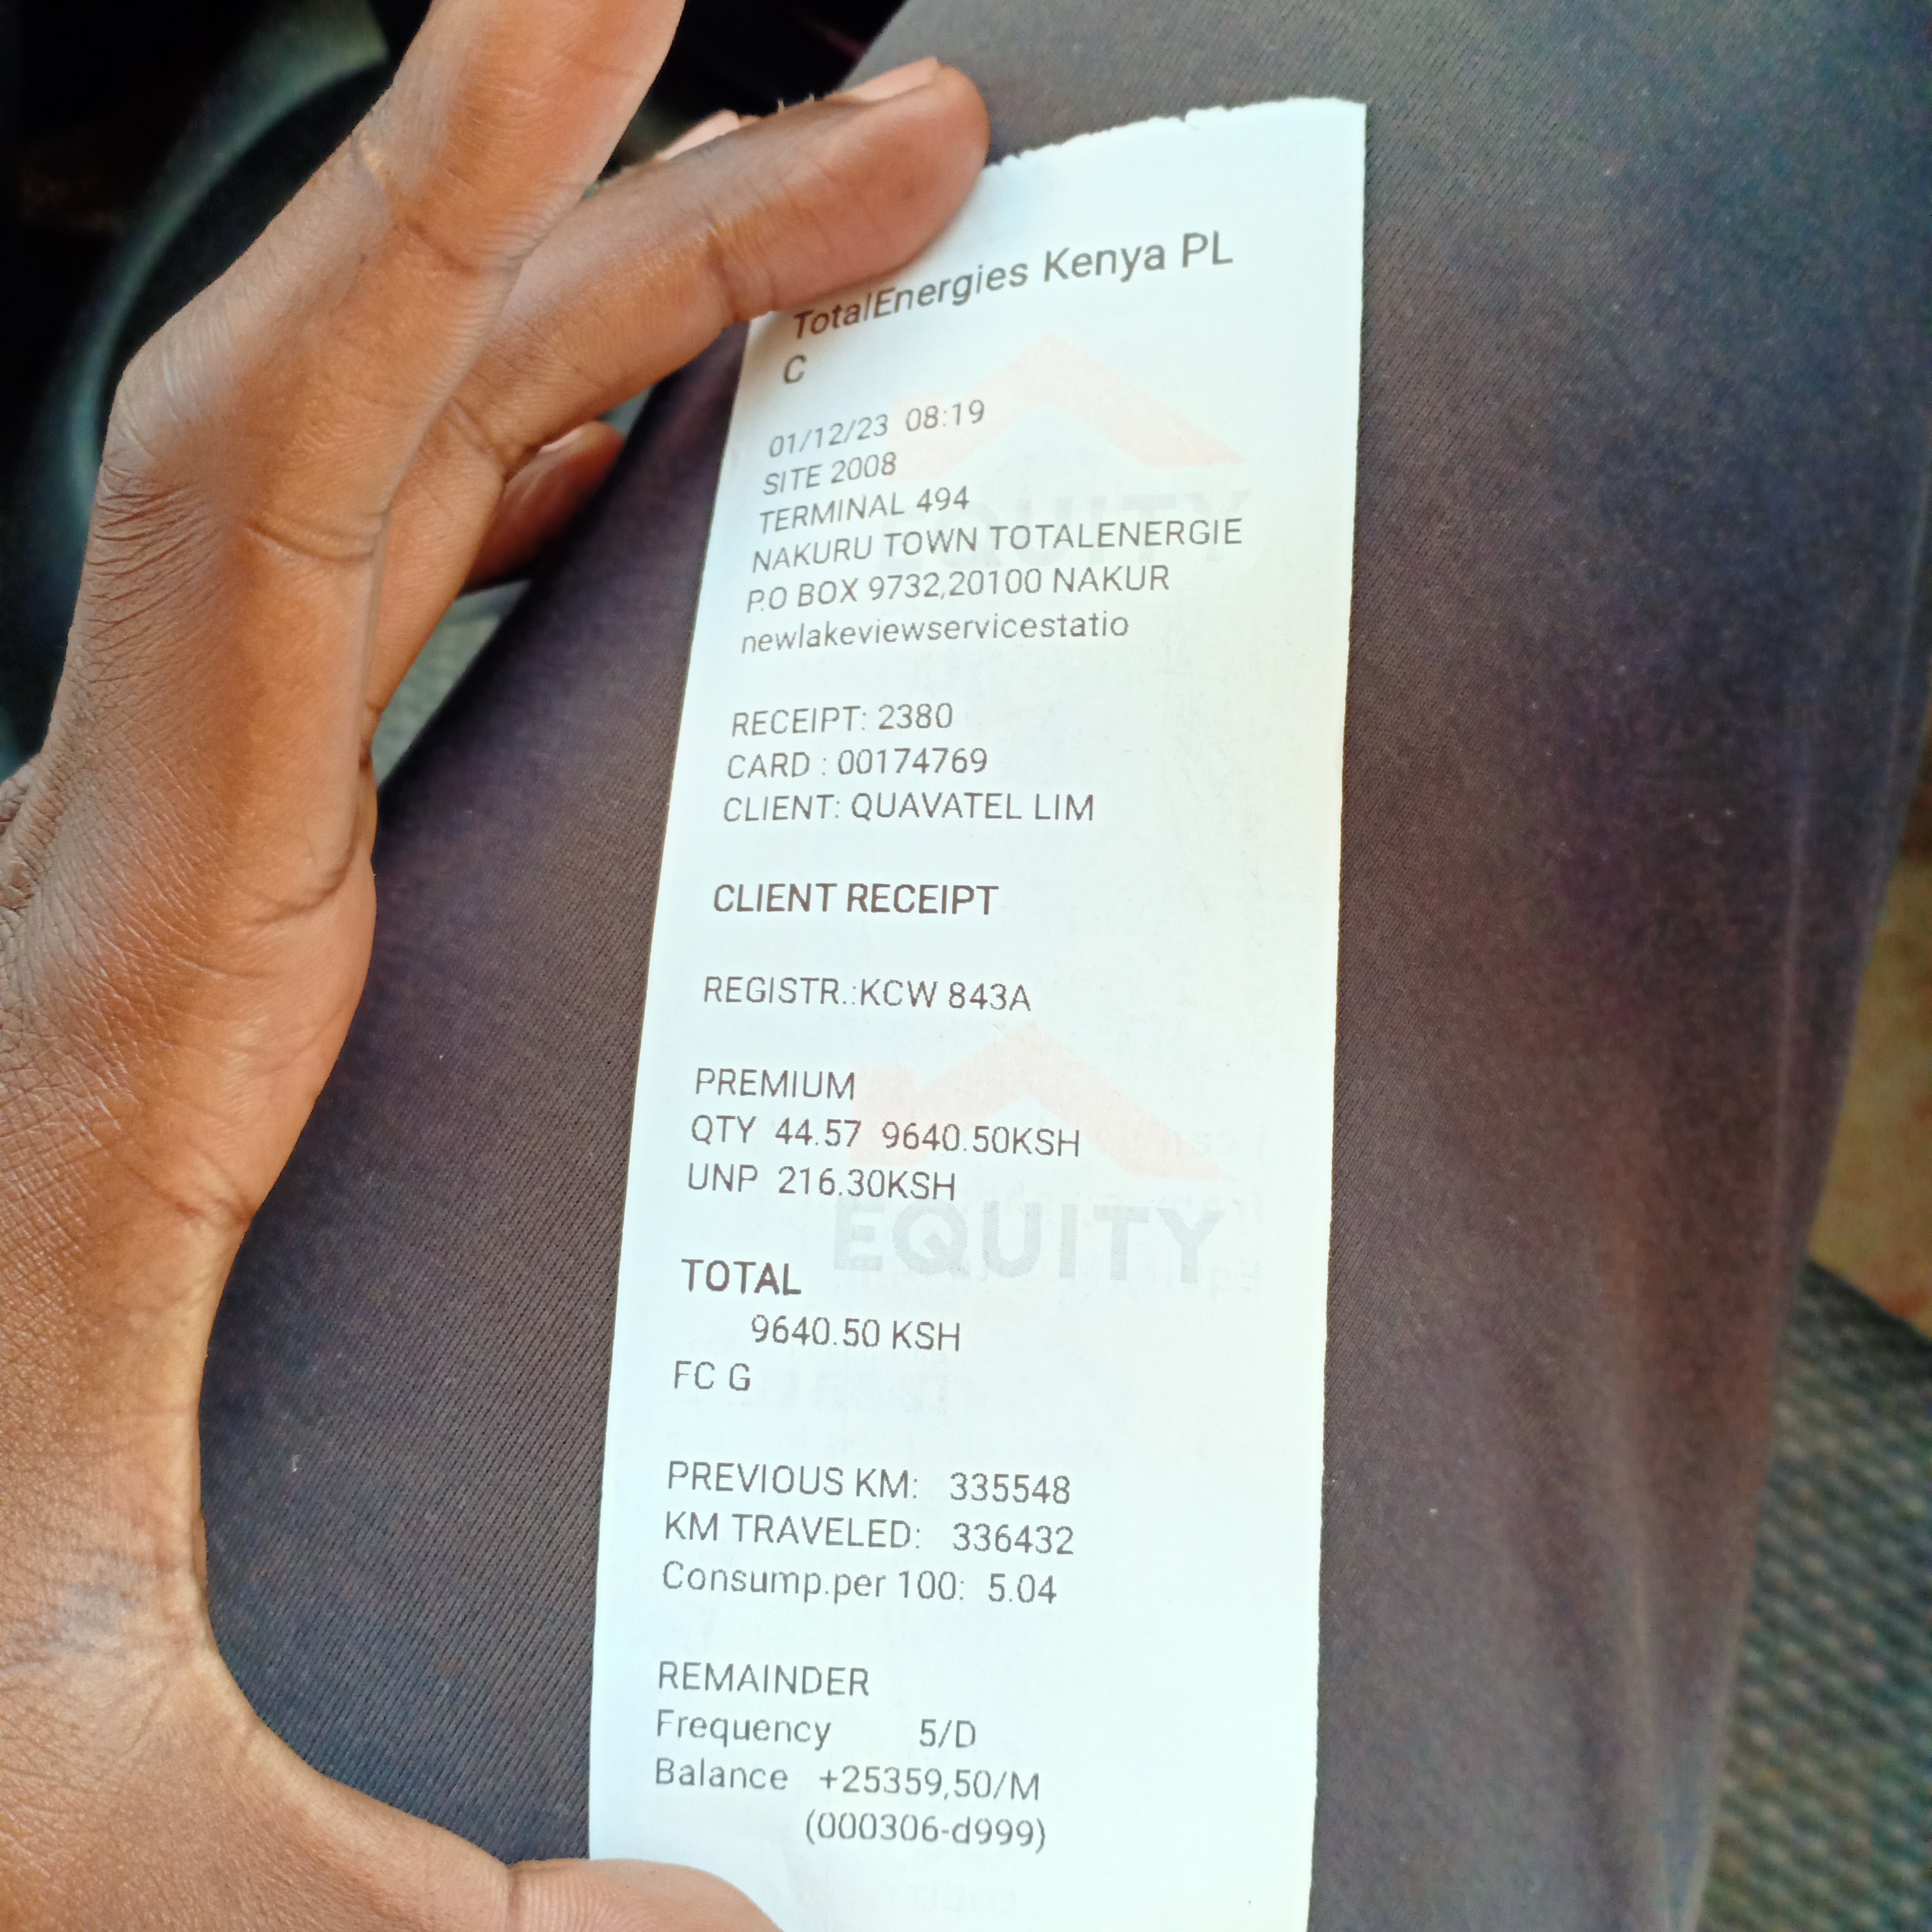 TotalEnergies Kenya PL
C
01/12/23 08:19
SITE 2008
TERMINAL 494
NAKURU TOWN TOTALENERGIE
P.O BOX 9732,20100 NAKUR
newlakeviewservicestatio
RECEIPT: 2380
CARD : 00174769
CLIENT: QUAVATEL LIM
CLIENT RECEIPT
REGISTR.:KCW 843A
PREMIUM
QTY 44.57 9640.50KSH
UNP 216.30KSH
EQUITY
TOTAL
9640.50 KSH
FC G
PREVIOUS KM: 335548
KM TRAVELED: 336432
Consump.per 100: 5.04
REMAINDER
Frequency 5/D
Balance +25359,50/M
(000306-d999)
EQUITY